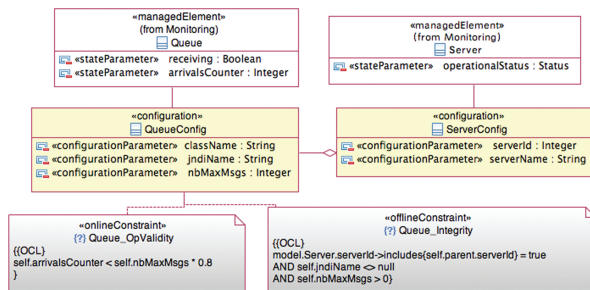 «managedElement»
(from Monitoring)
Queue
«stateParameter» receiving : Boolean
«stateParameter» arrivalsCounter : Integer
«managedElement»
(from Monitoring)
Server
«stateParameter» operationalStatus : Status
«configuration»
QueueConfig
«configurationParameter» className : String
«configurationParameter» jndiName : String
«configurationParameter» nbMaxMsgs : Integer
«configuration»
ServerConfig
«configurationParameter» serverId : Integer
«configurationParameter» serverName : String
«onlineConstraint»
{?} Queue_OpValidity
{{OCL}
self.arrivalsCounter < self.nbMaxMsgs * 0.8
}
«offlineConstraint»
{?} Queue_Integrity
{{OCL}
model.Server.serverId->includes{self.parent.serverId} = true
AND self.jndiName <> null
AND self.nbMaxMsgs > 0}